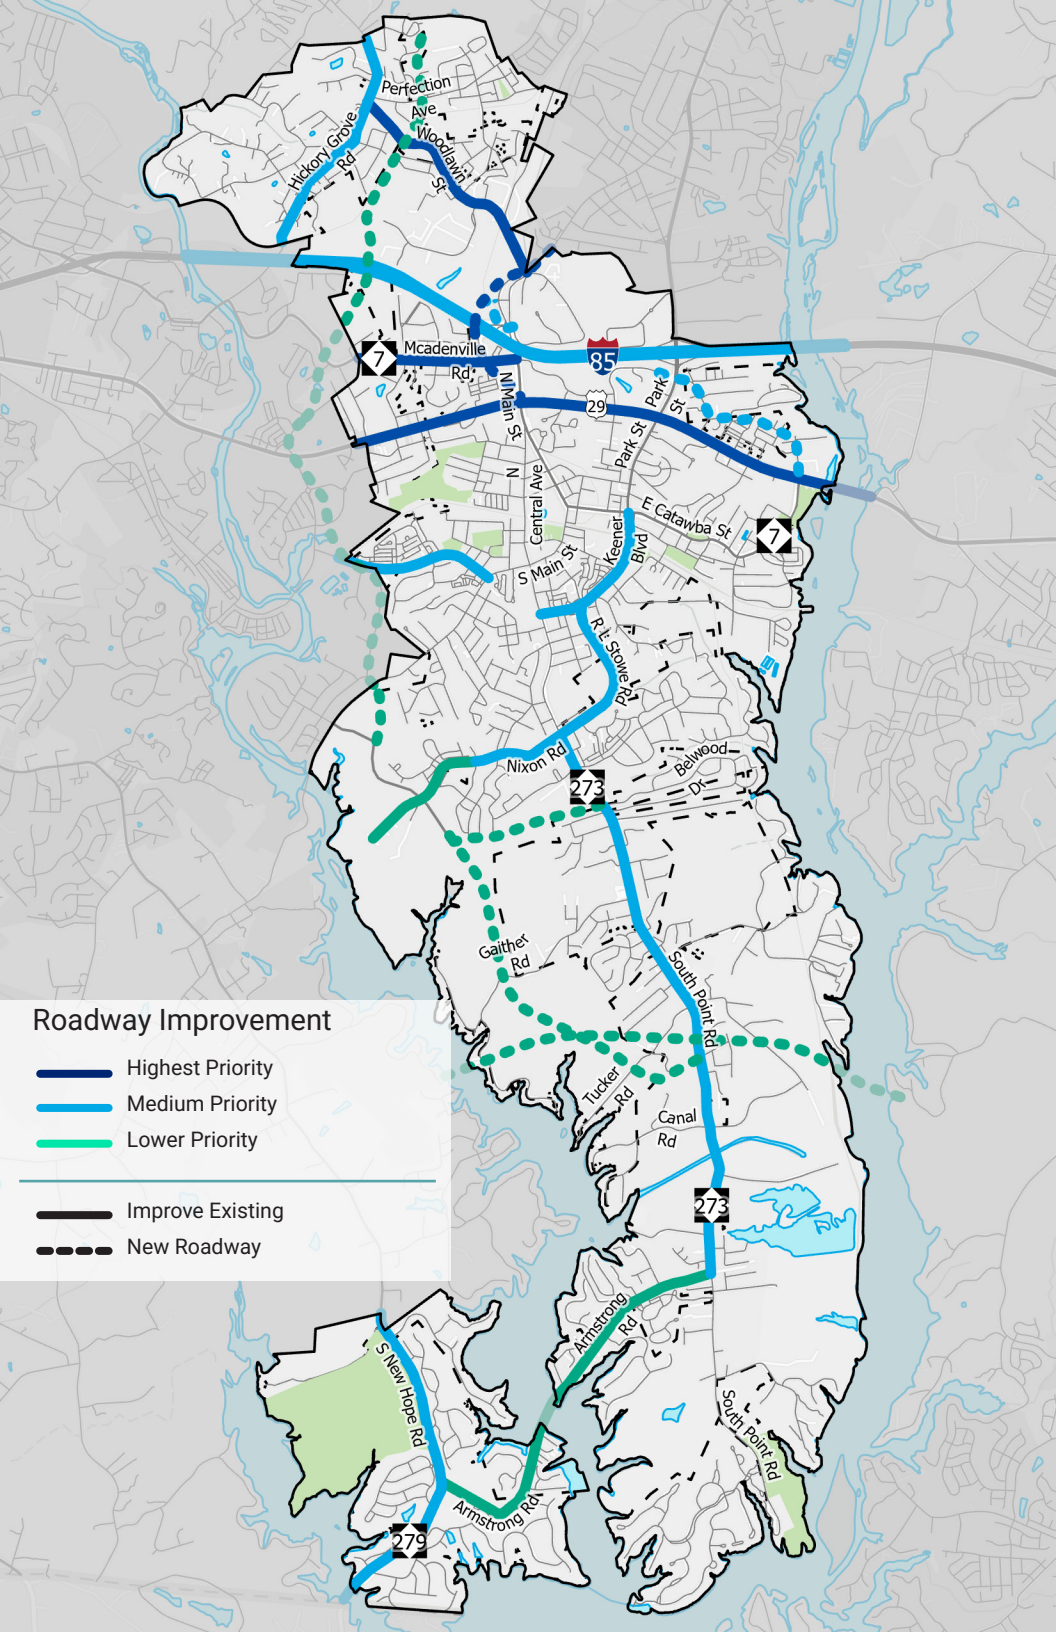 Perfection
Ave
Woodlawn
St
Hickory Grove
Rd
7
Mcadenville
Rd
85
29
N Main St
Park
St
Park St
N
Central Ave
E Catawba St
7
Keener
Blvd
S Main St
R L Stowe Rd
Nixon Rd
Belwood
Dr
273
Gaither
Rd
South Point Rd
Roadway Improvement
Highest Priority
Medium Priority
Lower Priority
Improve Existing
New Roadway
Tucker
Rd
Canal
Rd
273
Armstrong
Rd
S New Hope Rd
South Point Rd
Armstrong Rd
279